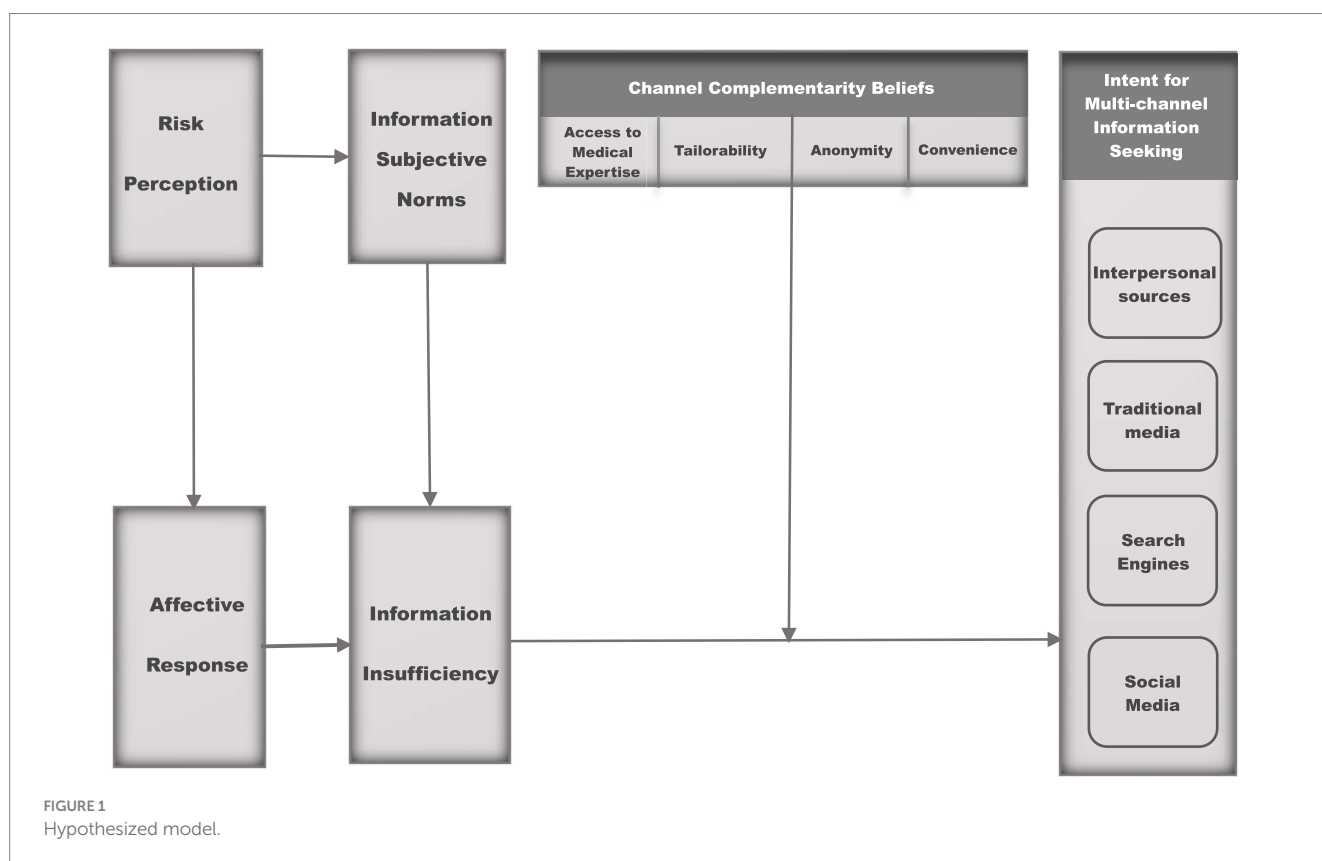 Risk
Perception
Information
Subjective
Norms
Channel Complementarity Beliefs
Access to
Medical
Expertise
Tailorability
Anonymity
Convenience
Intent for
Multi-channel
Information
Seeking
Interpersonal
sources
Traditional
media
Search
Engines
Social
Media
Affective
Response
Information
Insufficiency
FIGURE 1
Hypothesized model.